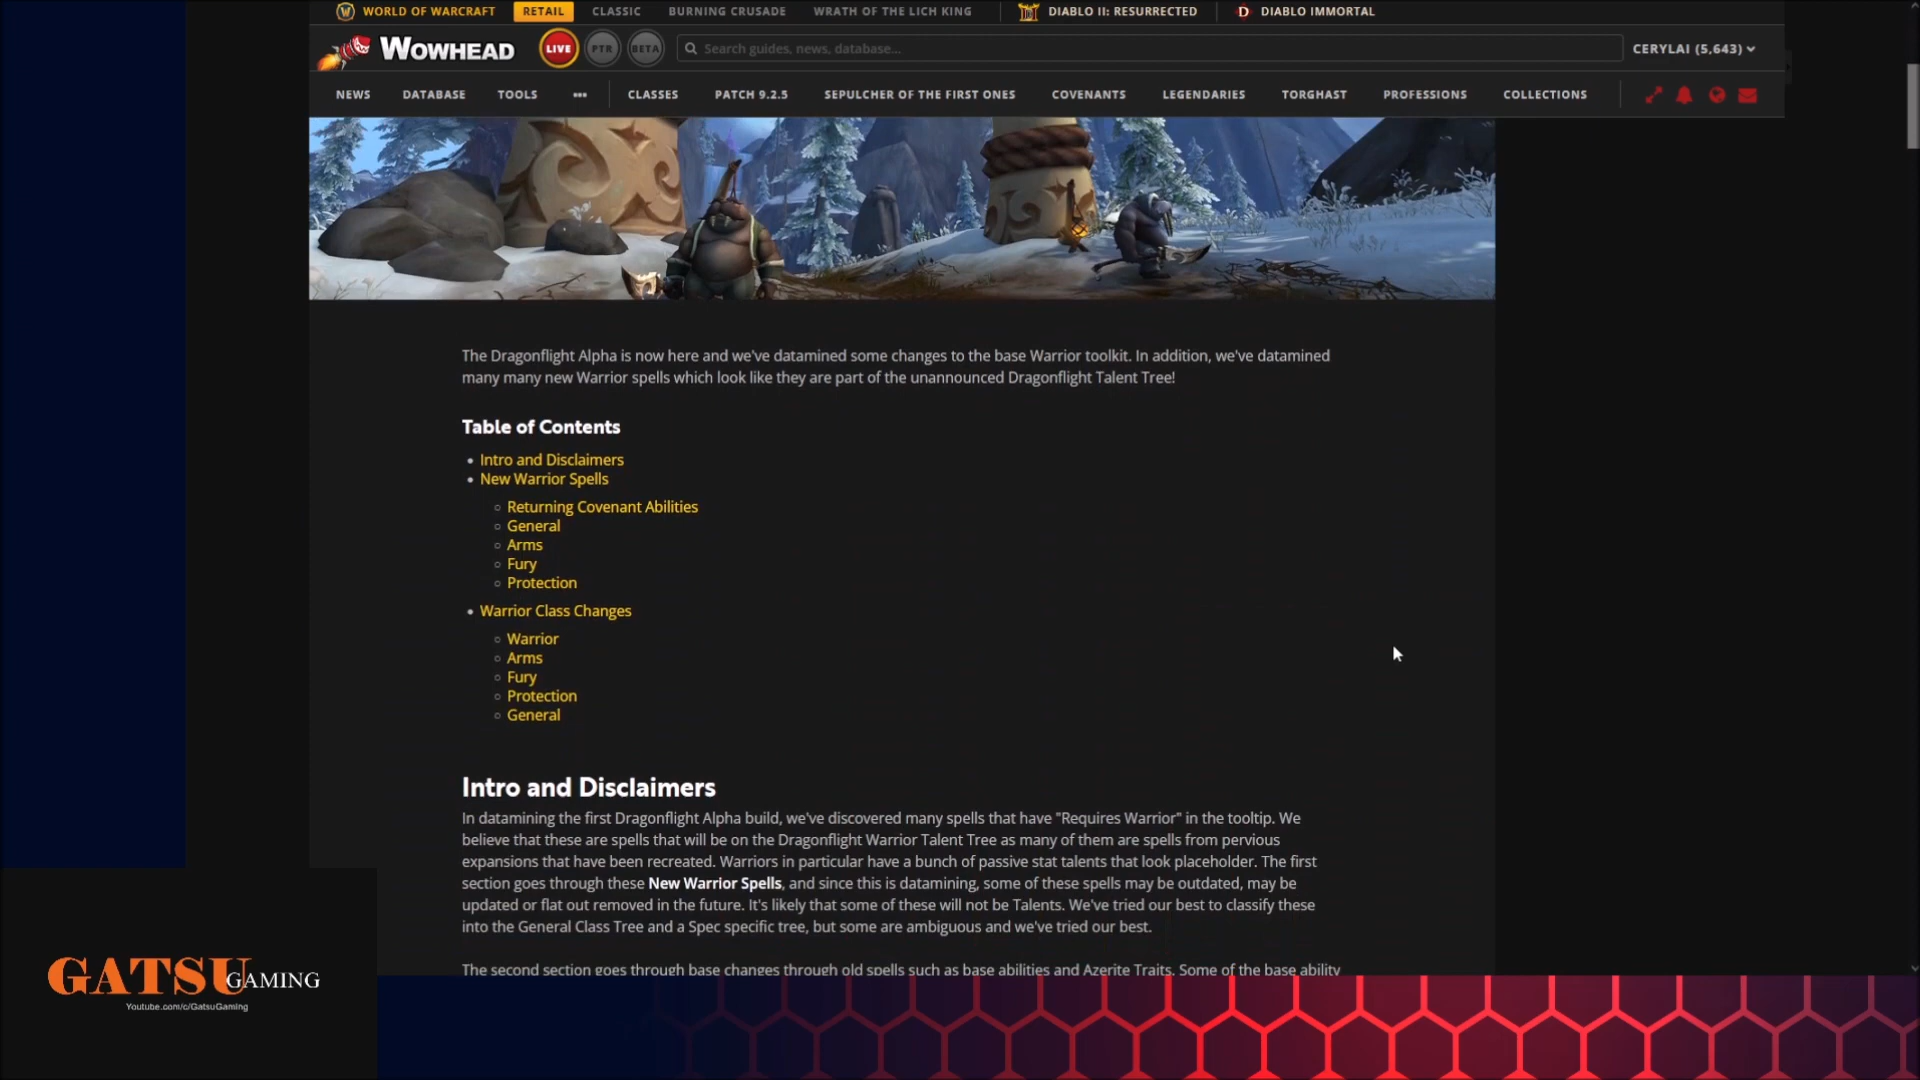 WORLD OF WARCRAFT RETAIL CLASSIC BURNING CRUSADE WRATH OF THE LICH KING DIABLO II: RESURRECTED D DIABLO IMMORTAL
WOWHEAD LIVE PTR BETA Search guides, news, database... CERYLAI (5,643)
NEWS DATABASE TOOLS ••• CLASSES PATCH 9.2.5 SEPULCHER OF THE FIRST ONES COVENANTS LEGENDARIES TORGHAST PROFESSIONS COLLECTIONS
The Dragonflight Alpha is now here and we've datamined some changes to the base Warrior toolkit. In addition, we've datamined
many many new Warrior spells which look like they are part of the unannounced Dragonflight Talent Tree!
Table of Contents
Intro and Disclaimers
New Warrior Spells
Returning Covenant Abilities
General
Arms
Fury
Protection
Warrior Class Changes
Warrior
Arms
Fury
Protection
General
Intro and Disclaimers
In datamining the first Dragonflight Alpha build, we've discovered many spells that have "Requires Warrior" in the tooltip. We
believe that these are spells that will be on the Dragonflight Warrior Talent Tree as many of them are spells from pervious
expansions that have been recreated. Warriors in particular have a bunch of passive stat talents that look placeholder. The first
section goes through these New Warrior Spells, and since this is datamining, some of these spells may be outdated, may be
updated or flat out removed in the future. It's likely that some of these will not be Talents. We've tried our best to classify these
into the General Class Tree and a Spec specific tree, but some are ambiguous and we've tried our best.
The second section goes through base changes through old spells such as base abilities and Azerite Traits. Some of the base ability
GATSU GAMING
Youtube.com/c/GatsuGaming